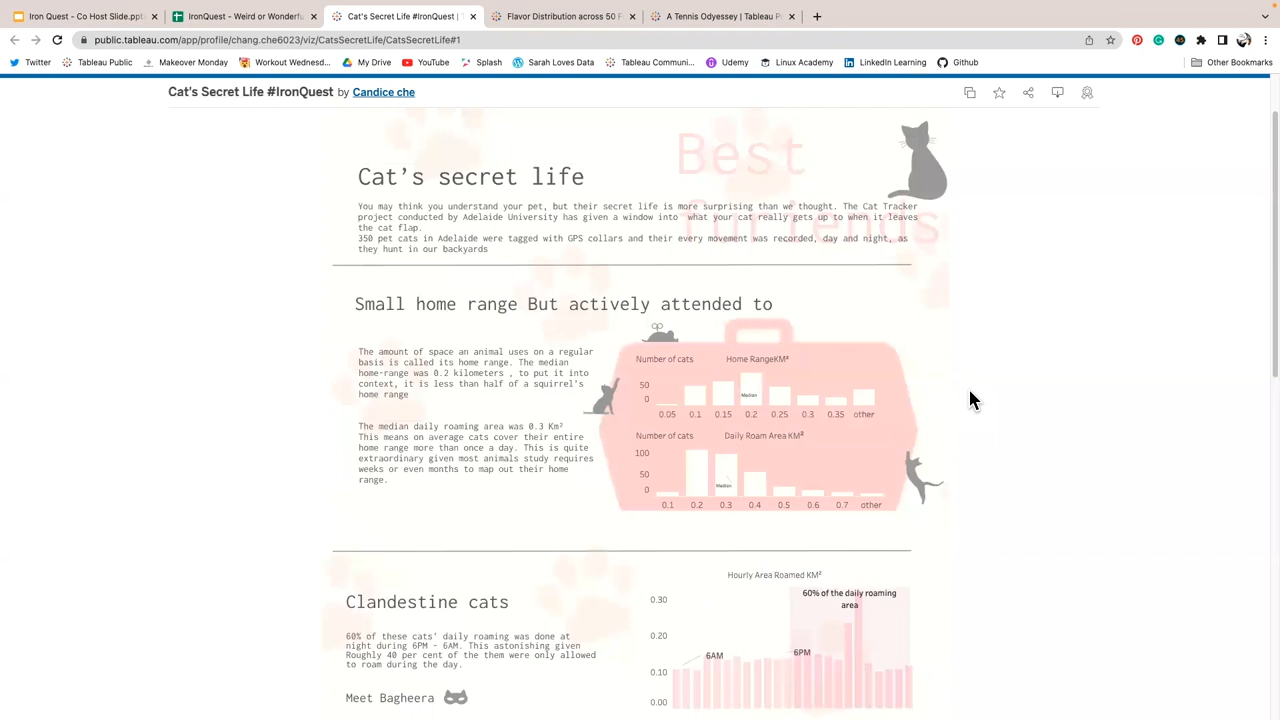 Iron Quest - Co Host Slide.ppt
IronQuest - Weird or Wonderfu
Cat's Secret Life #IronQuest | T
Flavor Distribution across 50 F
A Tennis Odyssey | Tableau P
public.tableau.com/app/profile/chang.che6023/viz/CatsSecretLife/CatsSecretLife#1
Twitter
Tableau Public
Makeover Monday
Workout Wednesd...
My Drive
YouTube
Splash
Sarah Loves Data
Tableau Communi...
Udemy
Linux Academy
LinkedIn Learning
Github
Other Bookmarks
Cat's Secret Life #IronQuest by Candice che
Best
furriends
Cat's secret life
You may think you understand your pet, but their secret life is more surprising than we thought. The Cat Tracker
project conducted by Adelaide University has given a window into what your cat really gets up to when it leaves
the cat flap.
350 pet cats in Adelaide were tagged with GPS collars and their every movement was recorded, day and night, as
they hunt in our backyards
Small home range But actively attended to
The amount of space an animal uses on a regular
basis is called its home range. The median
home-range was 0.2 kilometers , to put it into
context, it is less than half of a squirrel's
home range
The median daily roaming area was 0.3 Km²
This means on average cats cover their entire
home range more than once a day. This is quite
extraordinary given most animals study requires
weeks or even months to map out their home
range.
Number of cats
Home RangeKM²
50
0
Median
0.05 0.1 0.15 0.2 0.25 0.3 0.35 other
Number of cats
Daily Roam Area KM²
100
50
0
Median
0.1 0.2 0.3 0.4 0.5 0.6 0.7 other
Clandestine cats
60% of these cats' daily roaming was done at
night during 6PM - 6AM. This astonishing given
Roughly 40 per cent of the them were only allowed
to roam during the day.
Meet Bagheera
Hourly Area Roamed KM²
0.30
0.20
0.10
0.00
60% of the daily roaming
area
6AM
6PM